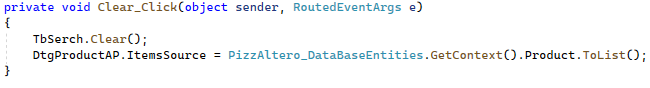 private void Clear_Click(object sender, RoutedEventArgs e)
{
    TbSerch.Clear();
    DtgProductAP.ItemsSource = PizzAltero_DataBaseEntities.GetContext().Product.ToList();
}